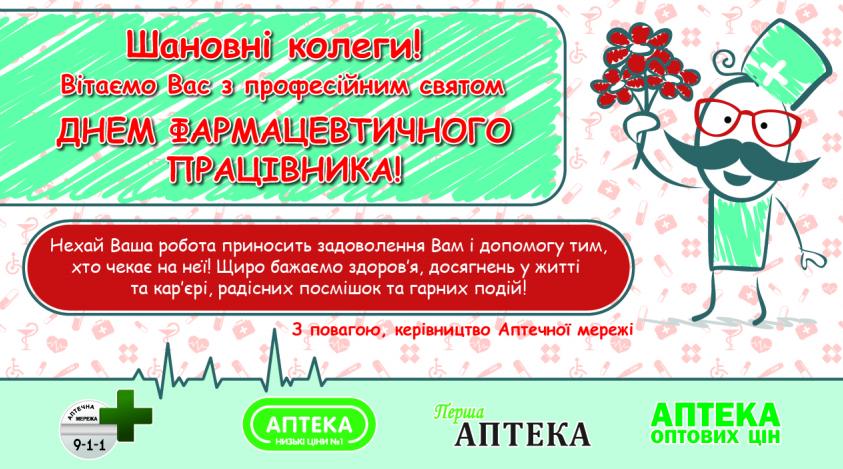 Шановні колеги!
Вітаємо Вас з професійним святом
ДНЕМ ФАРМАЦЕВТИЧНОГО
ПРАЦІВНИКА!
Нехай Ваша робота приносить задоволення Вам і допомогу тим,
хто чекає на неї! Щиро бажаємо здоров'я, досягнень у житті
та кар'єрі, радісних посмішок та гарних подій!
З повагою, керівництво Аптечної мережі
АПТЕЧНА
МЕРЕЖА
9-1-1
АПТЕКА
НИЗЬКІ ЦІНИ №1
Перша
АПТЕКА
АПТЕКА
ОПТОВИХ ЦІН